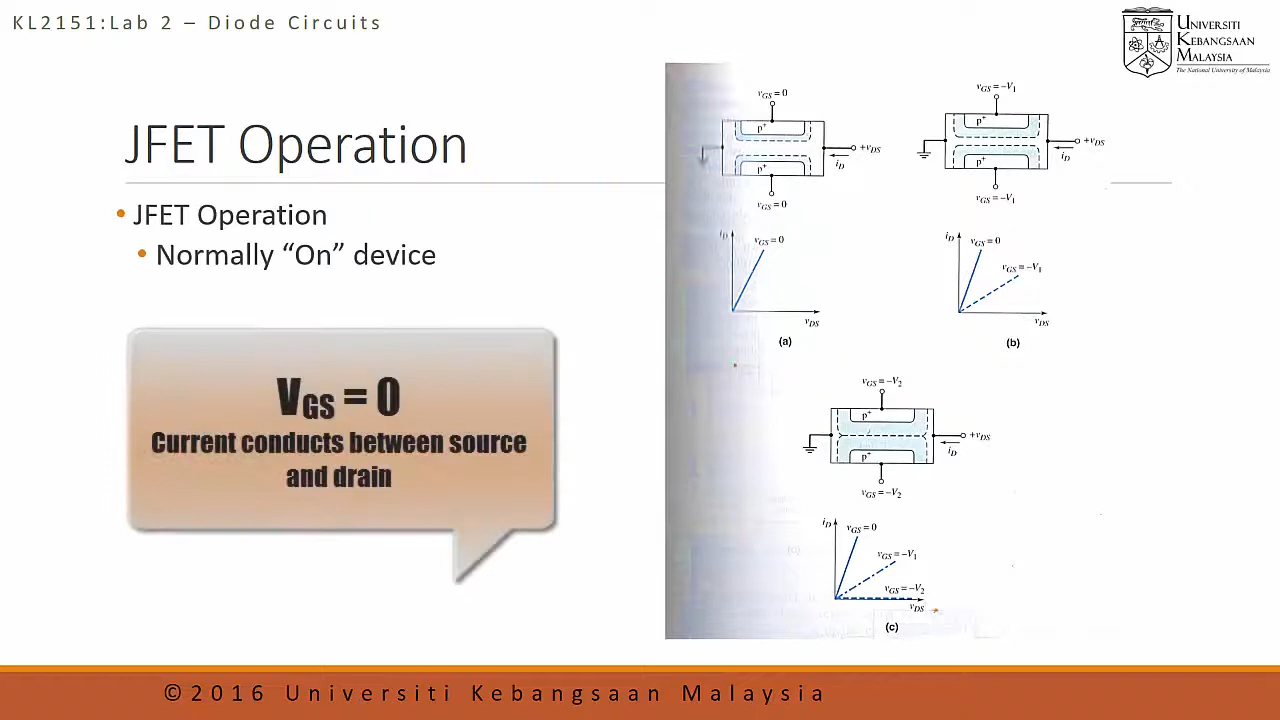 KL2151:Lab 2 – Diode Circuits
UNIVERSITI
KEBANGSAAN
MALAYSIA
The National University of Malaysia
JFET Operation
• JFET Operation
• Normally “On” device
VGS = 0
Current conducts between source
and drain
vGS = 0
p+
+vDS
iD
p+
vGS = 0
iD
vGS = 0
vDS
(a)
vGS = −V1
p+
+vDS
iD
p+
vGS = −V1
iD
vGS = 0
vGS = −V1
vDS
(b)
vGS = −V2
p+
+vDS
iD
p+
vGS = −V2
iD
vGS = 0
vGS = −V1
vGS = −V2
vDS
(c)
©2016 Universiti Kebangsaan Malaysia